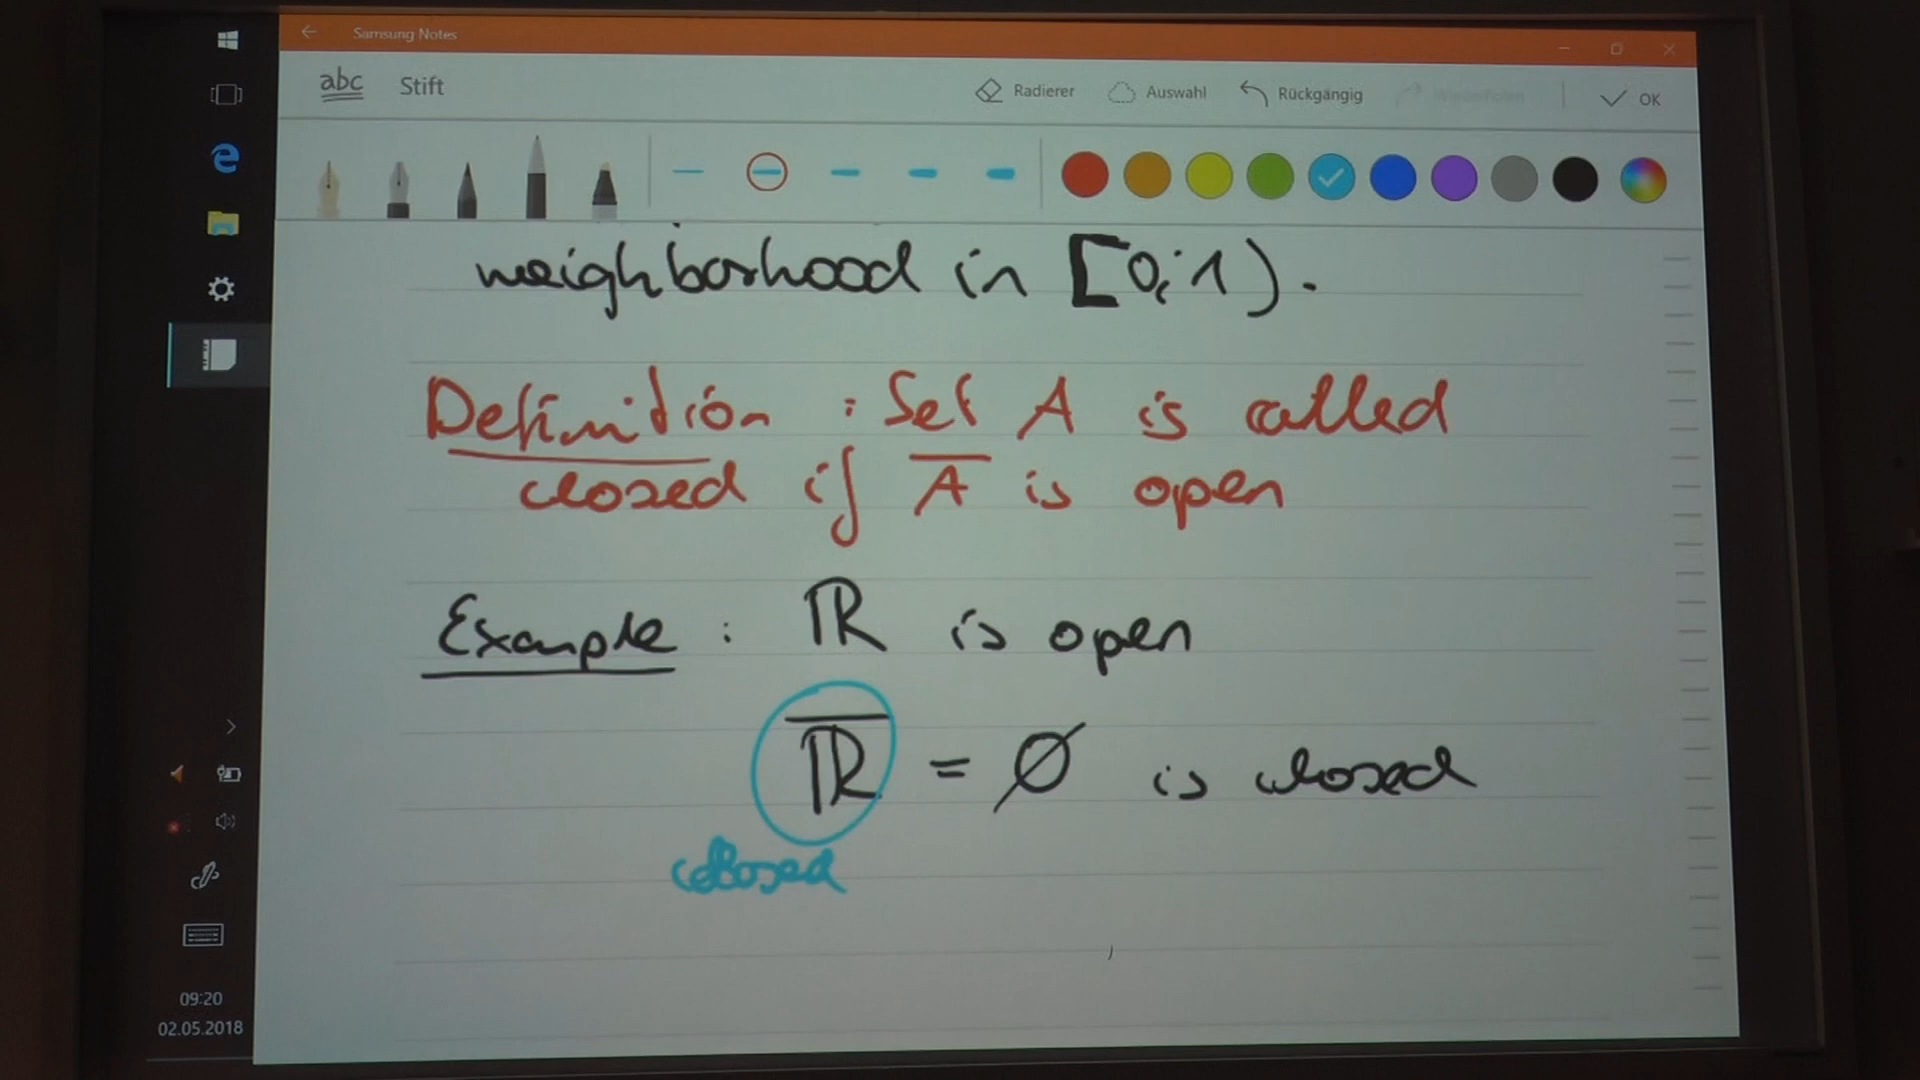 Samsung Notes
abc Stift Radierer Auswahl Rückgängig Wiederholen OK
neighborhood in [0;1).
Definition : Set A is called
closed if A̅ is open
Example : ℝ is open
ℝ̅ = ∅ is closed
closed
09:20
02.05.2018